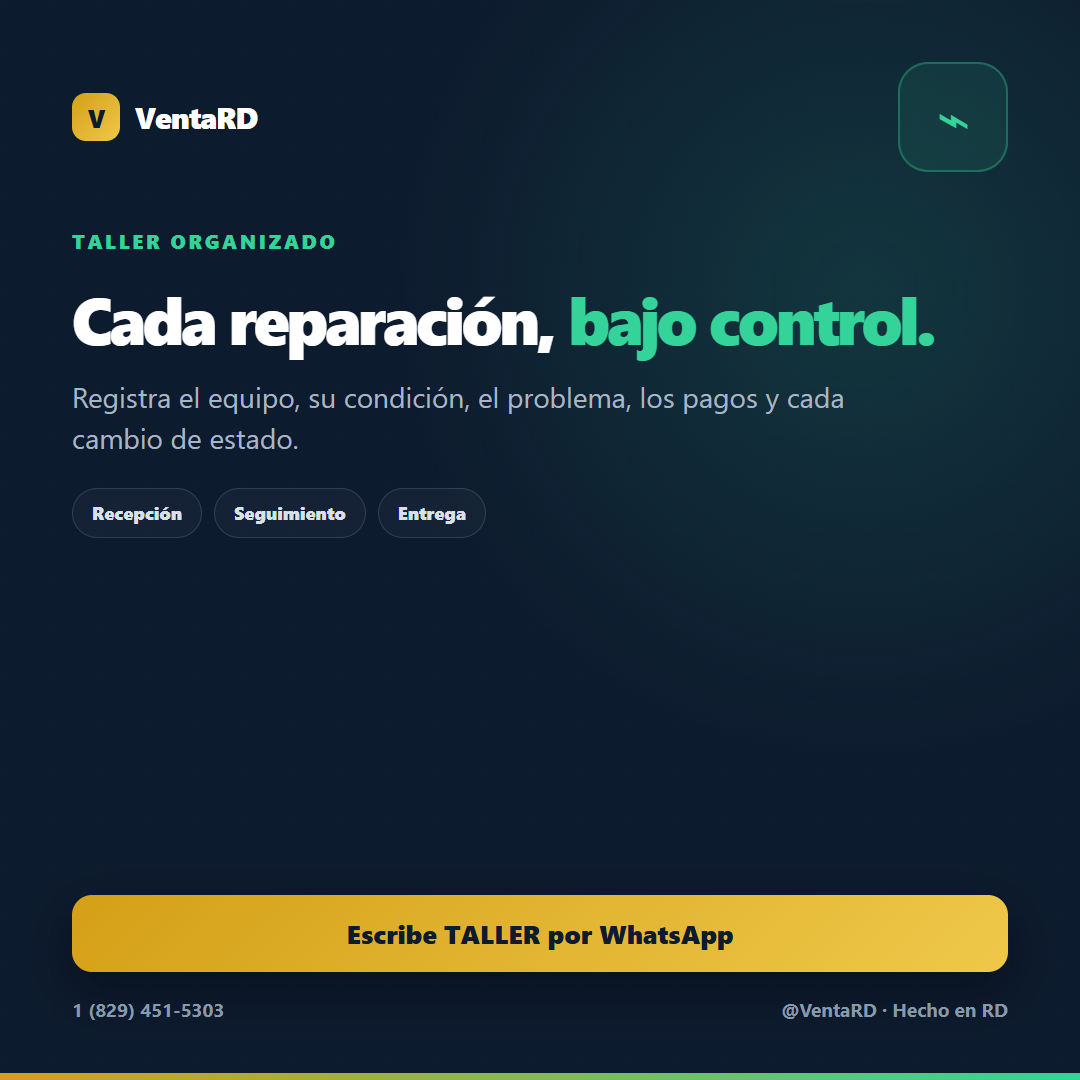 V VentaRD
TALLER ORGANIZADO
Cada reparación, bajo control.
Registra el equipo, su condición, el problema, los pagos y cada
cambio de estado.
Recepción Seguimiento Entrega
Escribe TALLER por WhatsApp
1 (829) 451-5303 @VentaRD · Hecho en RD